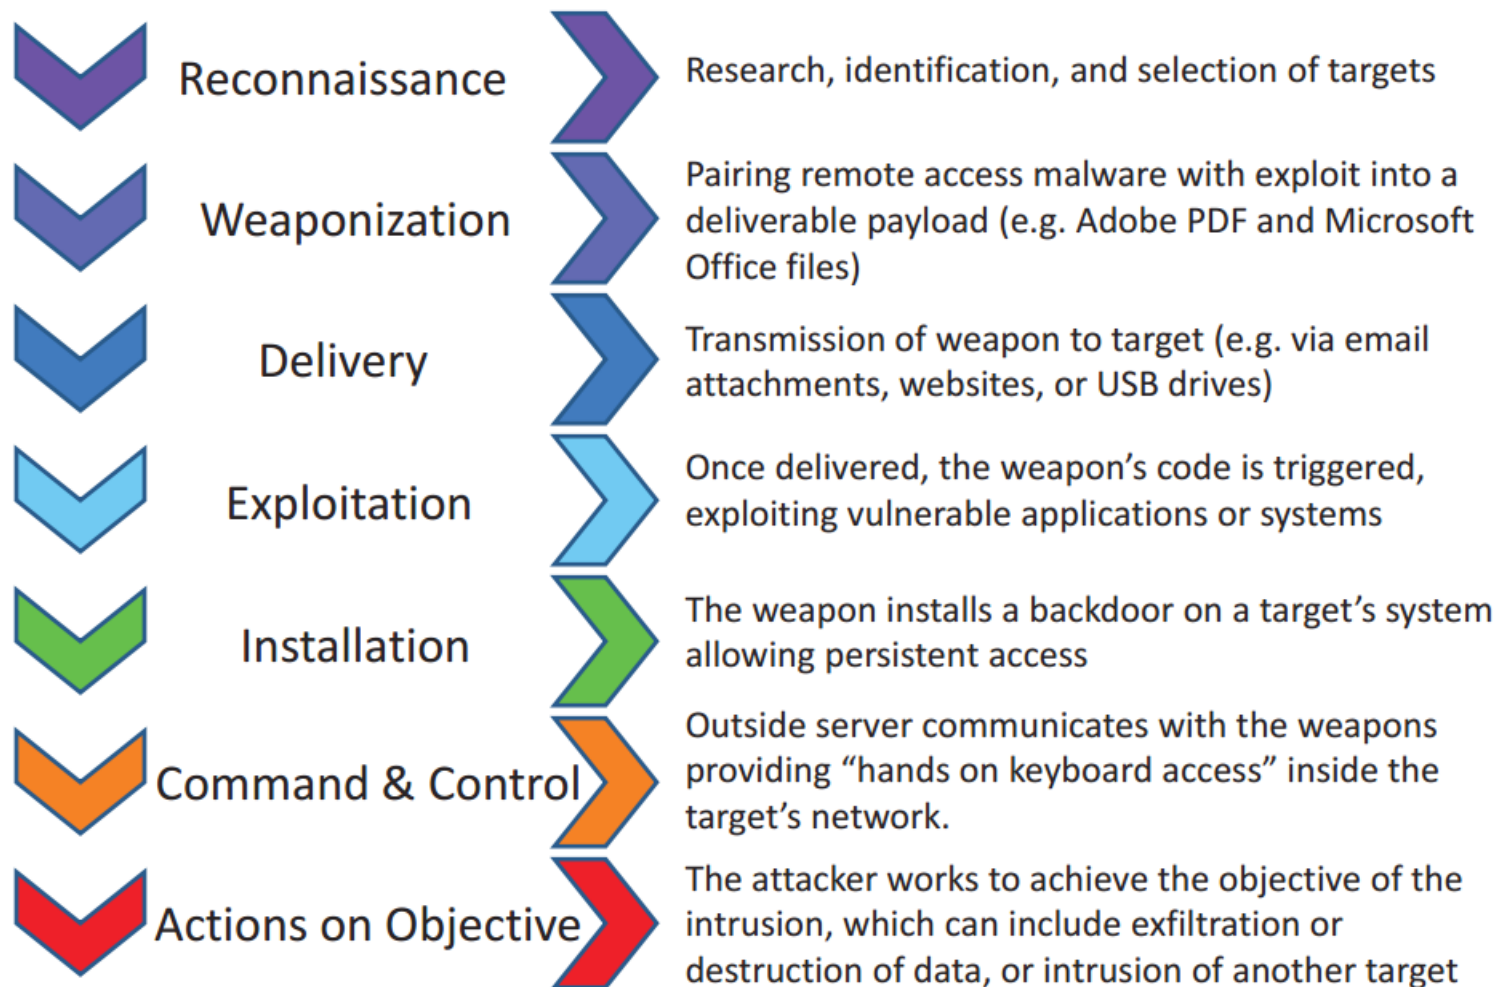 Reconnaissance
Research, identification, and selection of targets
Weaponization
Pairing remote access malware with exploit into a
deliverable payload (e.g. Adobe PDF and Microsoft
Office files)
Delivery
Transmission of weapon to target (e.g. via email
attachments, websites, or USB drives)
Exploitation
Once delivered, the weapon’s code is triggered,
exploiting vulnerable applications or systems
Installation
The weapon installs a backdoor on a target’s system
allowing persistent access
Command & Control
Outside server communicates with the weapons
providing “hands on keyboard access” inside the
target’s network.
Actions on Objective
The attacker works to achieve the objective of the
intrusion, which can include exfiltration or
destruction of data, or intrusion of another target